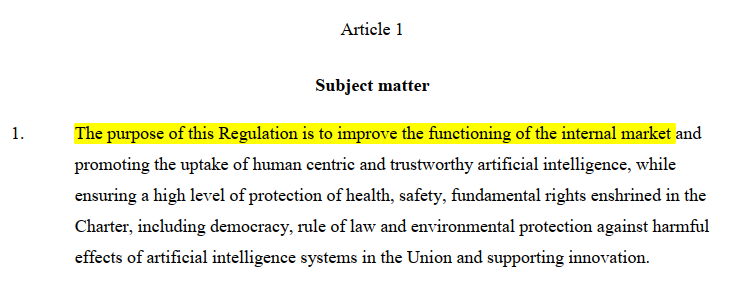 Article 1
Subject matter
1. The purpose of this Regulation is to improve the functioning of the internal market and
promoting the uptake of human centric and trustworthy artificial intelligence, while
ensuring a high level of protection of health, safety, fundamental rights enshrined in the
Charter, including democracy, rule of law and environmental protection against harmful
effects of artificial intelligence systems in the Union and supporting innovation.